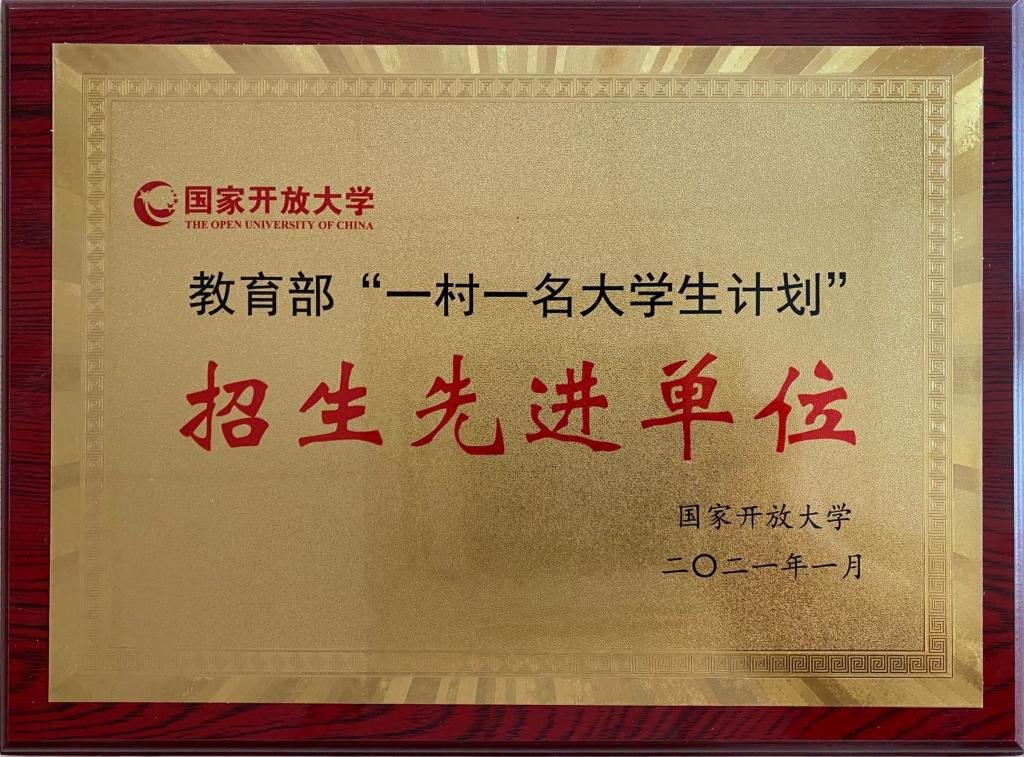 国家开放大学
THE OPEN UNIVERSITY OF CHINA
教育部“一村一名大学生计划”
招生先进单位
国家开放大学
二〇二一年一月